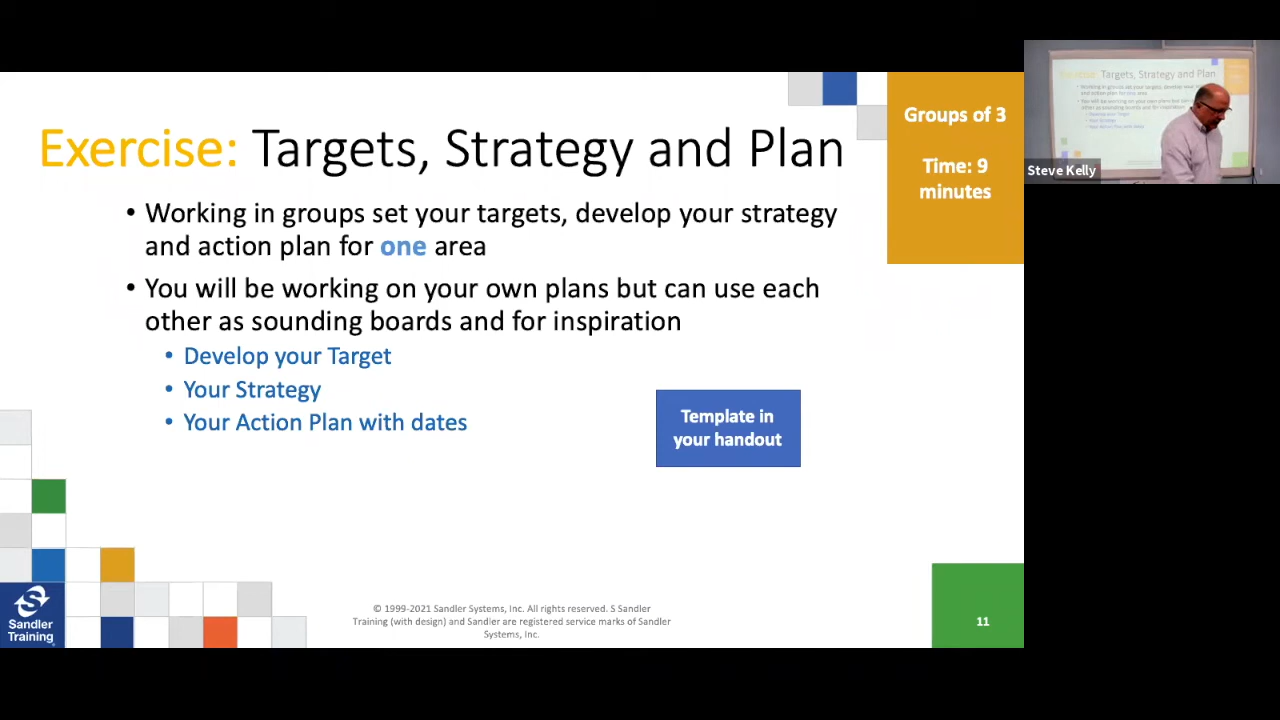 Exercise: Targets, Strategy and Plan
• Working in groups set your targets, develop your strategy
and action plan for one area
• You will be working on your own plans but can use each
other as sounding boards and for inspiration
• Develop your Target
• Your Strategy
• Your Action Plan with dates
Template in
your handout
Groups of 3
Time: 9
minutes
Sandler
Training
© 1999-2021 Sandler Systems, Inc. All rights reserved. S Sandler
Training (with design) and Sandler are registered service marks of Sandler
Systems, Inc.
11
Targets, Strategy and Plan
Steve Kelly